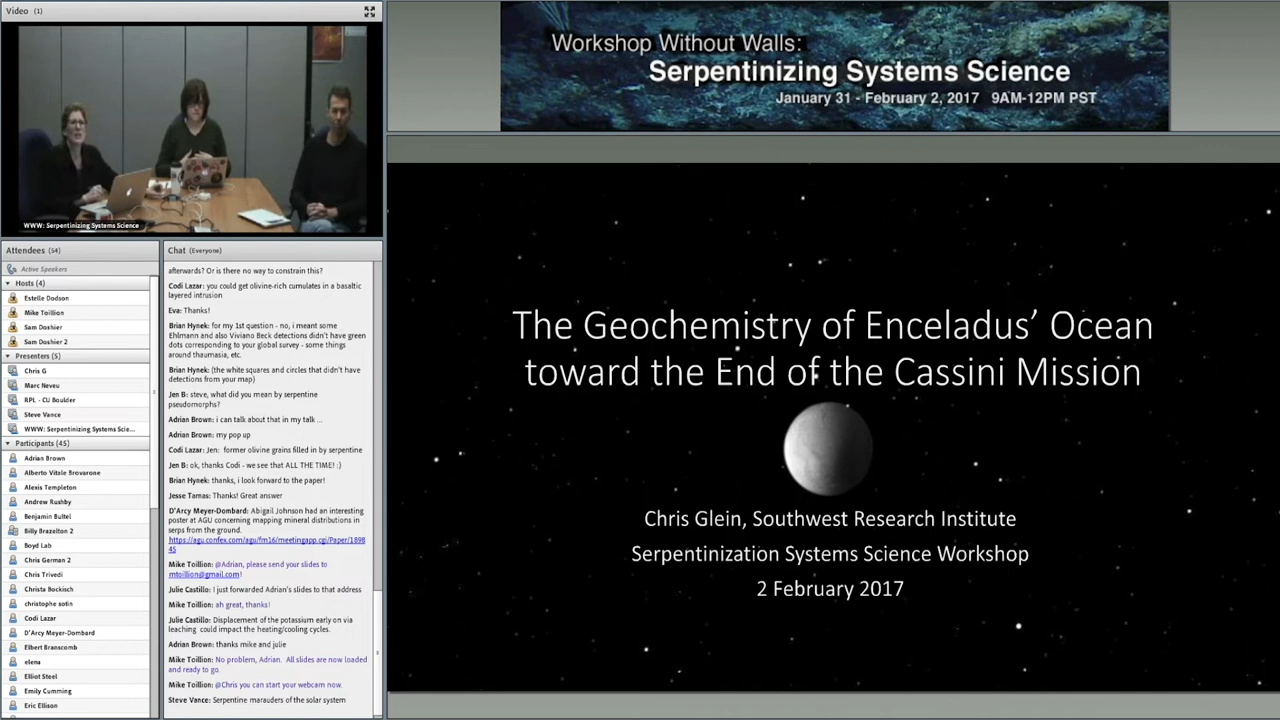 Video (1)
WWW: Serpentinizing Systems Science
Attendees (54)
Active Speakers
Hosts (4)
Estelle Dodson
Mike Toillion
Sam Dashier
Sam Dashier 2
Presenters (5)
Chris G
Marc Neveu
RPL - CU Boulder
Steve Vance
WWW: Serpentinizing Systems Scie...
Participants (45)
Adrian Brown
Alberto Vitale Brovarone
Alexis Templeton
Andrew Rushby
Benjamin Bultel
Billy Brazelton 2
Boyd Lab
Chris German 2
Chris Trivedi
Christa Bockisch
christophe sotin
Codi Lazar
D'Arcy Meyer-Dombard
Elbert Branscomb
elena
Elliot Steel
Emily Cumming
Eric Ellison
Chat (Everyone)
afterwards? Or is there no way to constrain this?
Codi Lazar: you could get olivine-rich cumulates in a basaltic
layered intrusion
Eva: Thanks!
Brian Hynek: for my 1st question - no, i meant some
Ehlmann and also Viviano Beck detections didn't have green
dots corresponding to your global survey - some things
around thaumasia, etc.
Brian Hynek: (the white squares and circles that didn't have
detections from your map)
Jen B: steve, what did you mean by serpentine
pseudomorphs?
Adrian Brown: i can talk about that in my talk ...
Adrian Brown: my pop up
Codi Lazar: Jen: former olivine grains filled in by serpentine
Jen B: ok, thanks Codi - we see that ALL THE TIME! :)
Brian Hynek: thanks, i look forward to the paper!
Jesse Tarnas: Thanks! Great answer
D'Arcy Meyer-Dombard: Abigail Johnson had an interesting
poster at AGU concerning mapping mineral distributions in
serps from the ground.
https://agu.confex.com/agu/fm16/meetingapp.cgi/Paper/1898
45
Mike Toillion: @Adrian, please send your slides to
mtoillion@gmail.com!
Julie Castillo: I just forwarded Adrian's slides to that address
Mike Toillion: ah great, thanks!
Julie Castillo: Displacement of the potassium early on via
leaching could impact the heating/cooling cycles.
Adrian Brown: thanks mike and julie
Mike Toillion: No problem, Adrian. All slides are now loaded
and ready to go.
Mike Toillion: @Chris you can start your webcam now.
Steve Vance: Serpentine marauders of the solar system
Workshop Without Walls:
Serpentinizing Systems Science
January 31 - February 2, 2017 9AM-12PM PST
The Geochemistry of Enceladus' Ocean
toward the End of the Cassini Mission
Chris Glein, Southwest Research Institute
Serpentinization Systems Science Workshop
2 February 2017